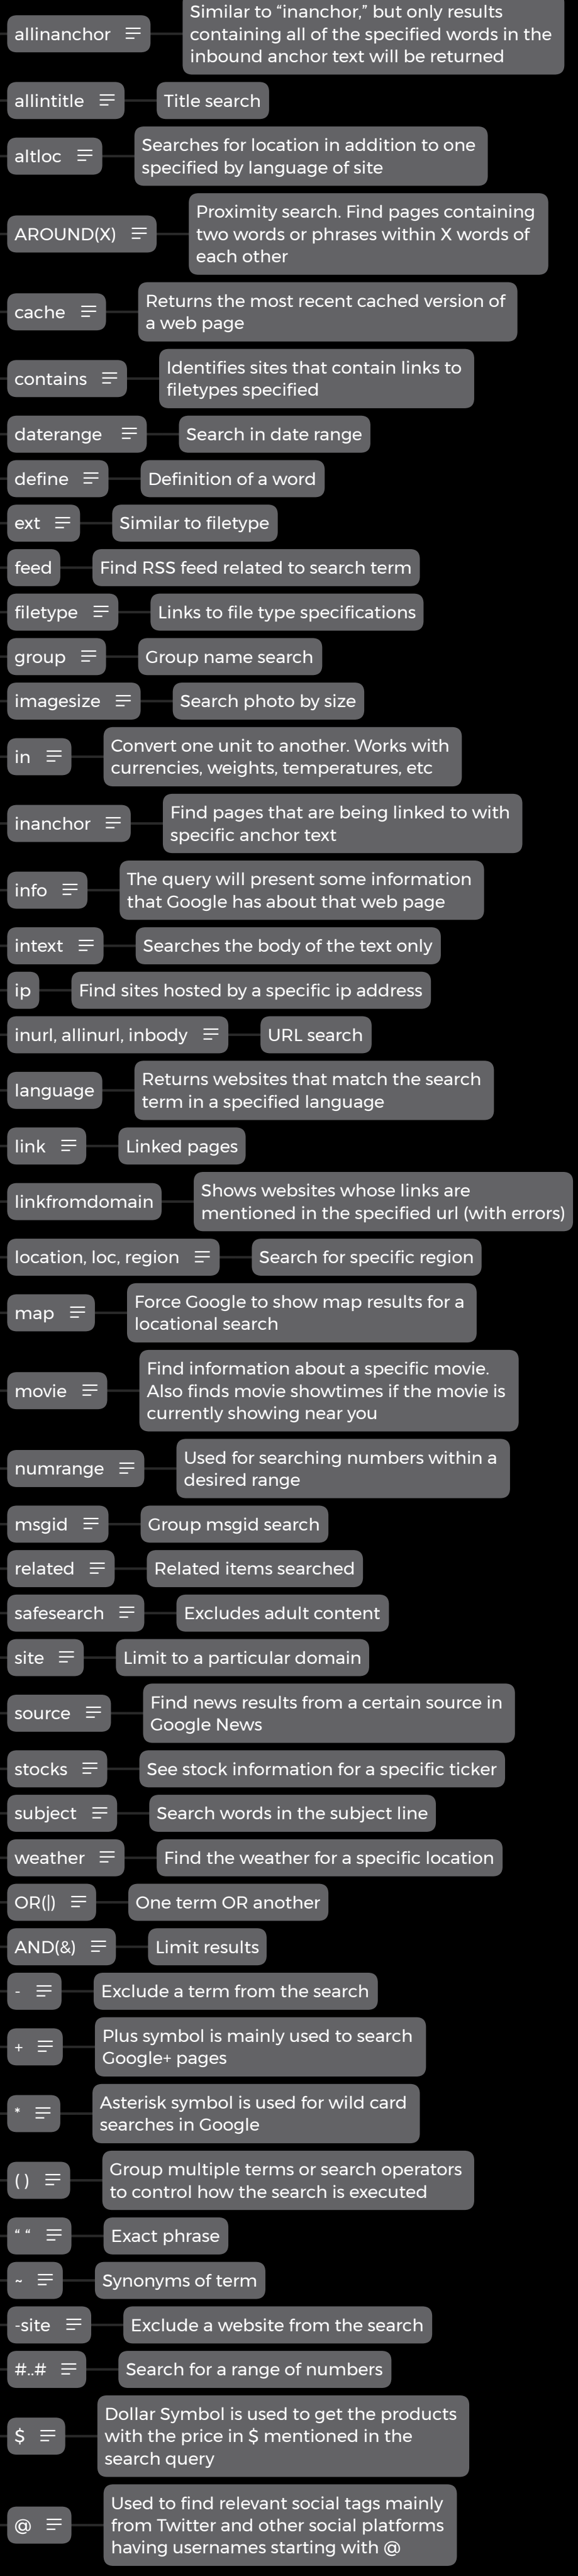 allinanchor
Similar to “inanchor,” but only results
containing all of the specified words in the
inbound anchor text will be returned
allintitle
Title search
altloc
Searches for location in addition to one
specified by language of site
AROUND(X)
Proximity search. Find pages containing
two words or phrases within X words of
each other
cache
Returns the most recent cached version of
a web page
contains
Identifies sites that contain links to
filetypes specified
daterange
Search in date range
define
Definition of a word
ext
Similar to filetype
feed
Find RSS feed related to search term
filetype
Links to file type specifications
group
Group name search
imagesize
Search photo by size
in
Convert one unit to another. Works with
currencies, weights, temperatures, etc
inanchor
Find pages that are being linked to with
specific anchor text
info
The query will present some information
that Google has about that web page
intext
Searches the body of the text only
ip
Find sites hosted by a specific ip address
inurl, allinurl, inbody
URL search
language
Returns websites that match the search
term in a specified language
link
Linked pages
linkfromdomain
Shows websites whose links are
mentioned in the specified url (with errors)
location, loc, region
Search for specific region
map
Force Google to show map results for a
locational search
movie
Find information about a specific movie.
Also finds movie showtimes if the movie is
currently showing near you
numrange
Used for searching numbers within a
desired range
msgid
Group msgid search
related
Related items searched
safesearch
Excludes adult content
site
Limit to a particular domain
source
Find news results from a certain source in
Google News
stocks
See stock information for a specific ticker
subject
Search words in the subject line
weather
Find the weather for a specific location
OR(|)
One term OR another
AND(&)
Limit results
-
Exclude a term from the search
+
Plus symbol is mainly used to search
Google+ pages
*
Asterisk symbol is used for wild card
searches in Google
( )
Group multiple terms or search operators
to control how the search is executed
“ “
Exact phrase
~
Synonyms of term
-site
Exclude a website from the search
#..#
Search for a range of numbers
$
Dollar Symbol is used to get the products
with the price in $ mentioned in the
search query
@
Used to find relevant social tags mainly
from Twitter and other social platforms
having usernames starting with @